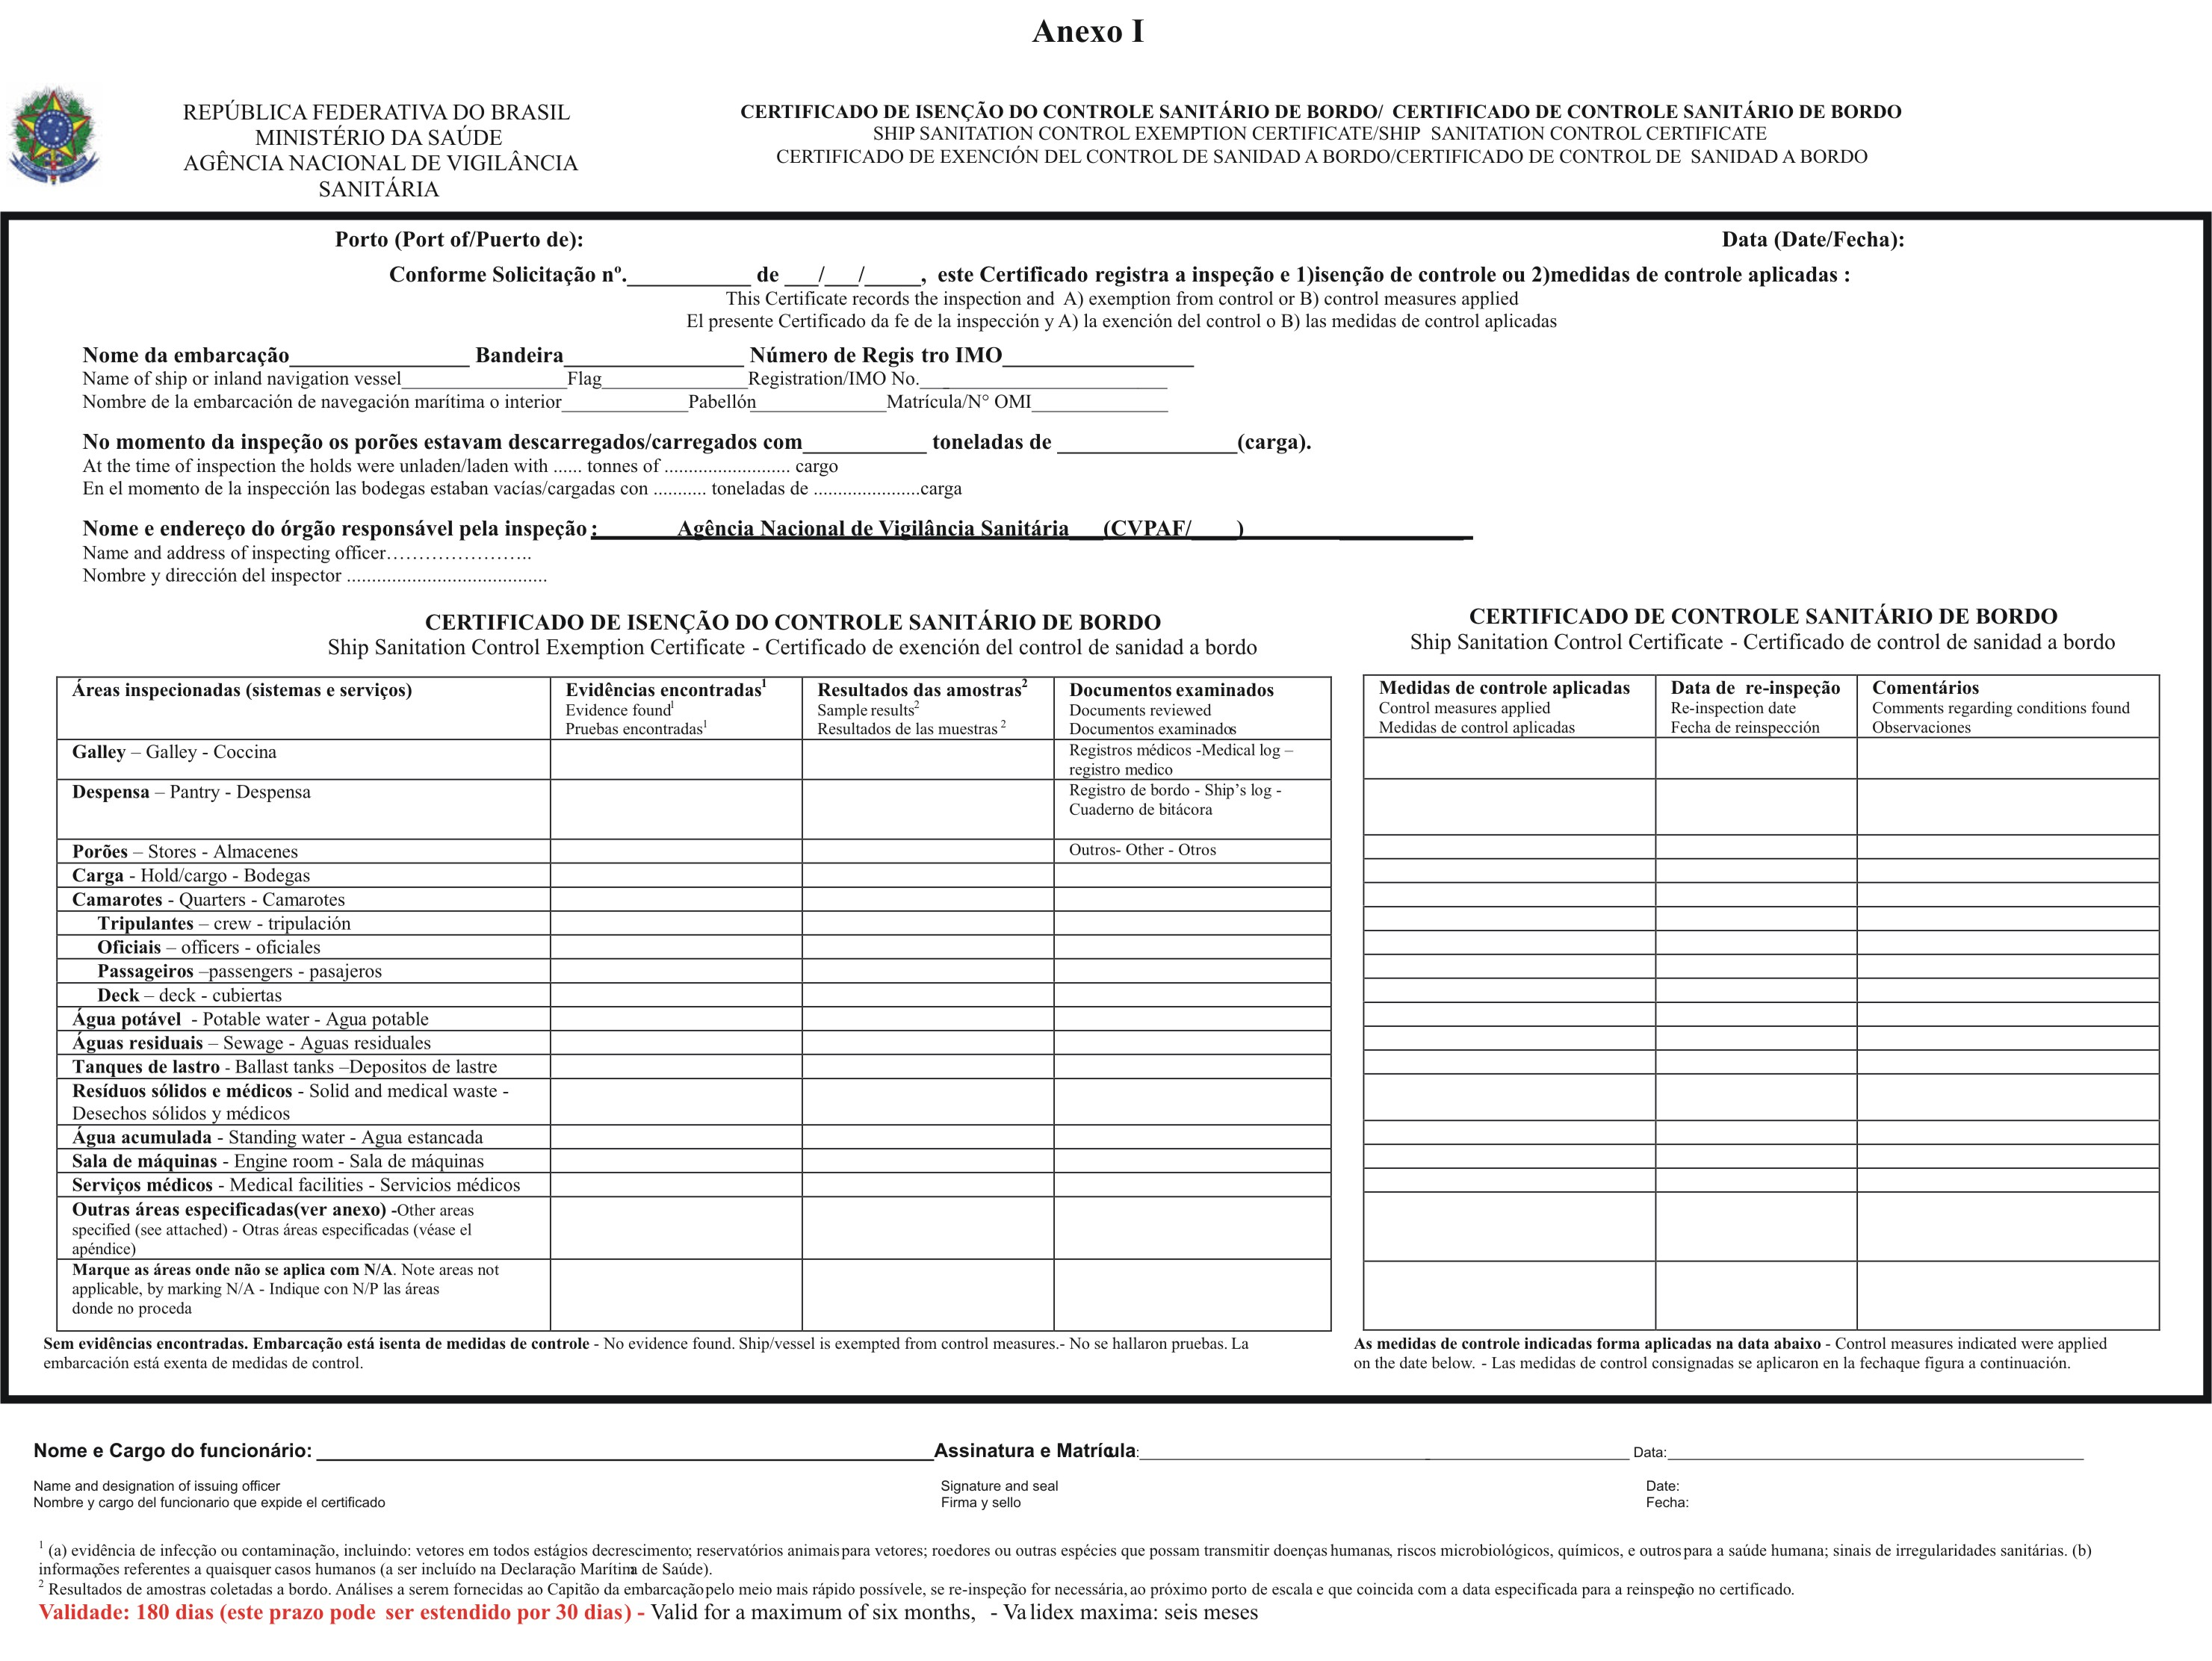 Anexo I
REPÚBLICA FEDERATIVA DO BRASIL
MINISTÉRIO DA SAÚDE
AGÊNCIA NACIONAL DE VIGILÂNCIA
SANITÁRIA
CERTIFICADO DE ISENÇÃO DO CONTROLE SANITÁRIO DE BORDO/ CERTIFICADO DE CONTROLE SANITÁRIO DE BORDO
SHIP SANITATION CONTROL EXEMPTION CERTIFICATE/SHIP SANITATION CONTROL CERTIFICATE
CERTIFICADO DE EXENCIÓN DEL CONTROL DE SANIDAD A BORDO/CERTIFICADO DE CONTROL DE SANIDAD A BORDO
Porto (Port of/Puerto de): Data (Date/Fecha):
Conforme Solicitação nº.___________ de ___/___/_____, este Certificado registra a inspeção e 1)isenção de controle ou 2)medidas de controle aplicadas :
This Certificate records the inspection and A) exemption from control or B) control measures applied
El presente Certificado da fe de la inspección y A) la exención del control o B) las medidas de control aplicadas
Nome da embarcação________________ Bandeira________________ Número de Regis tro IMO_________________
Name of ship or inland navigation vessel_________________Flag_______________Registration/IMO No.__________________________
Nombre de la embarcación de navegación marítima o interior_____________Pabellón______________Matrícula/N° OMI______________
No momento da inspeção os porões estavam descarregados/carregados com___________ toneladas de ________________(carga).
At the time of inspection the holds were unladen/laden with ...... tonnes of .......................... cargo
En el momento de la inspección las bodegas estaban vacías/cargadas con ........... toneladas de ......................carga
Nome e endereço do órgão responsável pela inspeção :_______Agência Nacional de Vigilância Sanitária___(CVPAF/____)____________________
Name and address of inspecting officer…………………..
Nombre y dirección del inspector ........................................
CERTIFICADO DE ISENÇÃO DO CONTROLE SANITÁRIO DE BORDO
Ship Sanitation Control Exemption Certificate - Certificado de exención del control de sanidad a bordo
Áreas inspecionadas (sistemas e serviços)
Evidências encontradas1
Evidence found1
Pruebas encontradas1
Resultados das amostras2
Sample results2
Resultados de las muestras 2
Documentos examinados
Documents reviewed
Documentos examinados
Galley – Galley - Coccina
Registros médicos -Medical log –
registro medico
Despensa – Pantry - Despensa
Registro de bordo - Ship’s log -
Cuaderno de bitácora
Porões – Stores - Almacenes
Outros- Other - Otros
Carga - Hold/cargo - Bodegas
Camarotes - Quarters - Camarotes
Tripulantes – crew - tripulación
Oficiais – officers - oficiales
Passageiros –passengers - pasajeros
Deck – deck - cubiertas
Água potável - Potable water - Agua potable
Águas residuais – Sewage - Aguas residuales
Tanques de lastro - Ballast tanks –Depositos de lastre
Resíduos sólidos e médicos - Solid and medical waste -
Desechos sólidos y médicos
Água acumulada - Standing water - Agua estancada
Sala de máquinas - Engine room - Sala de máquinas
Serviços médicos - Medical facilities - Servicios médicos
Outras áreas especificadas(ver anexo) -Other areas
specified (see attached) - Otras áreas especificadas (véase el
apéndice)
Marque as áreas onde não se aplica com N/A. Note areas not
applicable, by marking N/A - Indique con N/P las áreas
donde no proceda
Sem evidências encontradas. Embarcação está isenta de medidas de controle - No evidence found. Ship/vessel is exempted from control measures.- No se hallaron pruebas. La
embarcación está exenta de medidas de control.
CERTIFICADO DE CONTROLE SANITÁRIO DE BORDO
Ship Sanitation Control Certificate - Certificado de control de sanidad a bordo
Medidas de controle aplicadas
Control measures applied
Medidas de control aplicadas
Data de re-inspeção
Re-inspection date
Fecha de reinspección
Comentários
Comments regarding conditions found
Observaciones
As medidas de controle indicadas forma aplicadas na data abaixo - Control measures indicated were applied
on the date below. - Las medidas de control consignadas se aplicaron en la fechaque figura a continuación.
Nome e Cargo do funcionário: ____________________Assinatura e Matrícula:____________________ Data:____________________
Name and designation of issuing officer Signature and seal Date:
Nombre y cargo del funcionario que expide el certificado Firma y sello Fecha:
1 (a) evidência de infecção ou contaminação, incluindo: vetores em todos estágios decrescimento; reservatórios animais para vetores; roedores ou outras espécies que possam transmitir doenças humanas, riscos microbiológicos, químicos, e outros para a saúde humana; sinais de irregularidades sanitárias. (b)
informações referentes a quaisquer casos humanos (a ser incluído na Declaração Marítima de Saúde).
2 Resultados de amostras coletadas a bordo. Análises a serem fornecidas ao Capitão da embarcação pelo meio mais rápido possívele, se re-inspeção for necessária, ao próximo porto de escala e que coincida com a data especificada para a reinspeção no certificado.
Validade: 180 dias (este prazo pode ser estendido por 30 dias) - Valid for a maximum of six months, - Va lidex maxima: seis meses